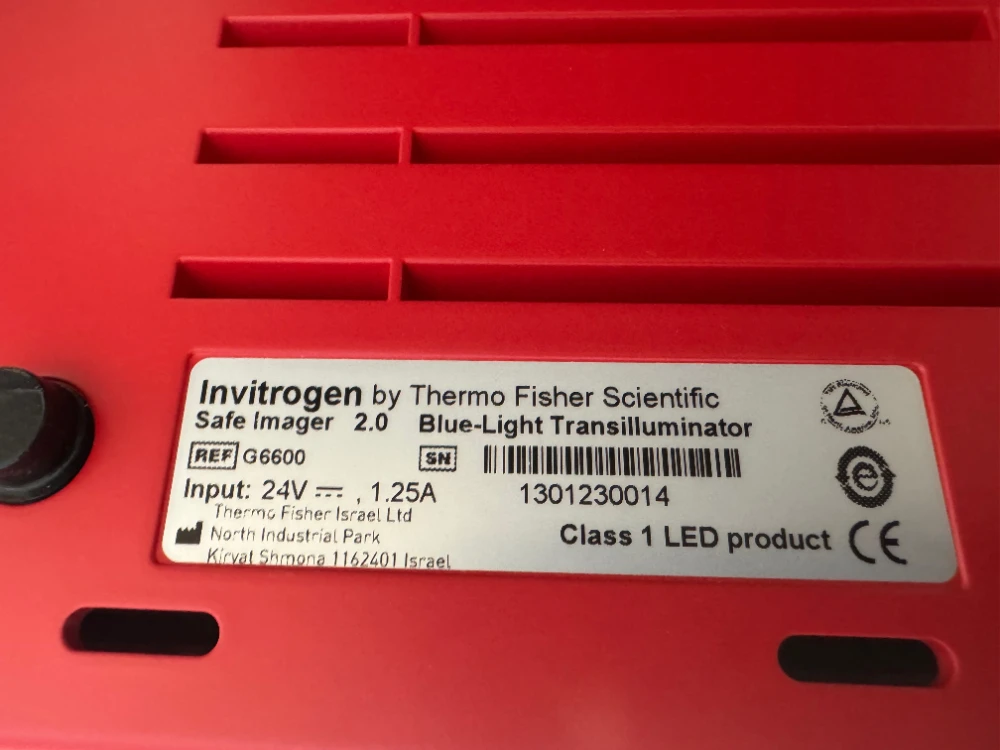 Invitrogen by Thermo Fisher Scientific
Safe Imager 2.0 Blue-Light Transilluminator
REF G6600 SN
Input: 24V ⎓ , 1.25A 1301230014
Thermo Fisher Israel Ltd
North Industrial Park
Kiryat Shmona 1162401 Israel
Class 1 LED product CE
e